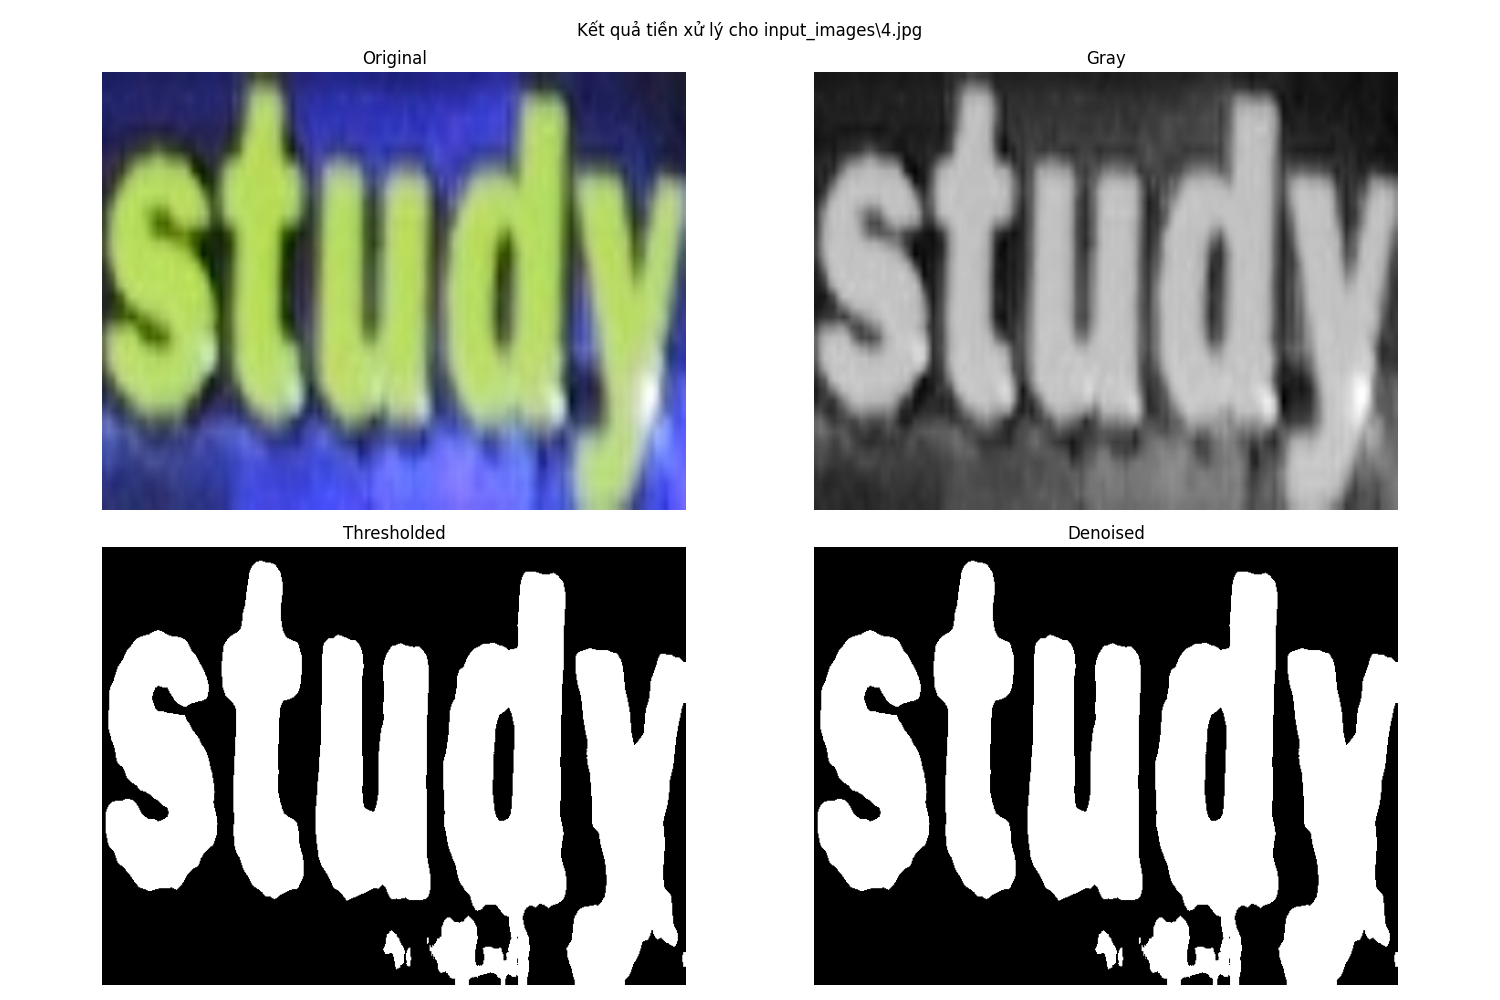 Kết quả tiền xử lý cho input_images\4.jpg
Original
Gray
study
study
Thresholded
Denoised
study
study